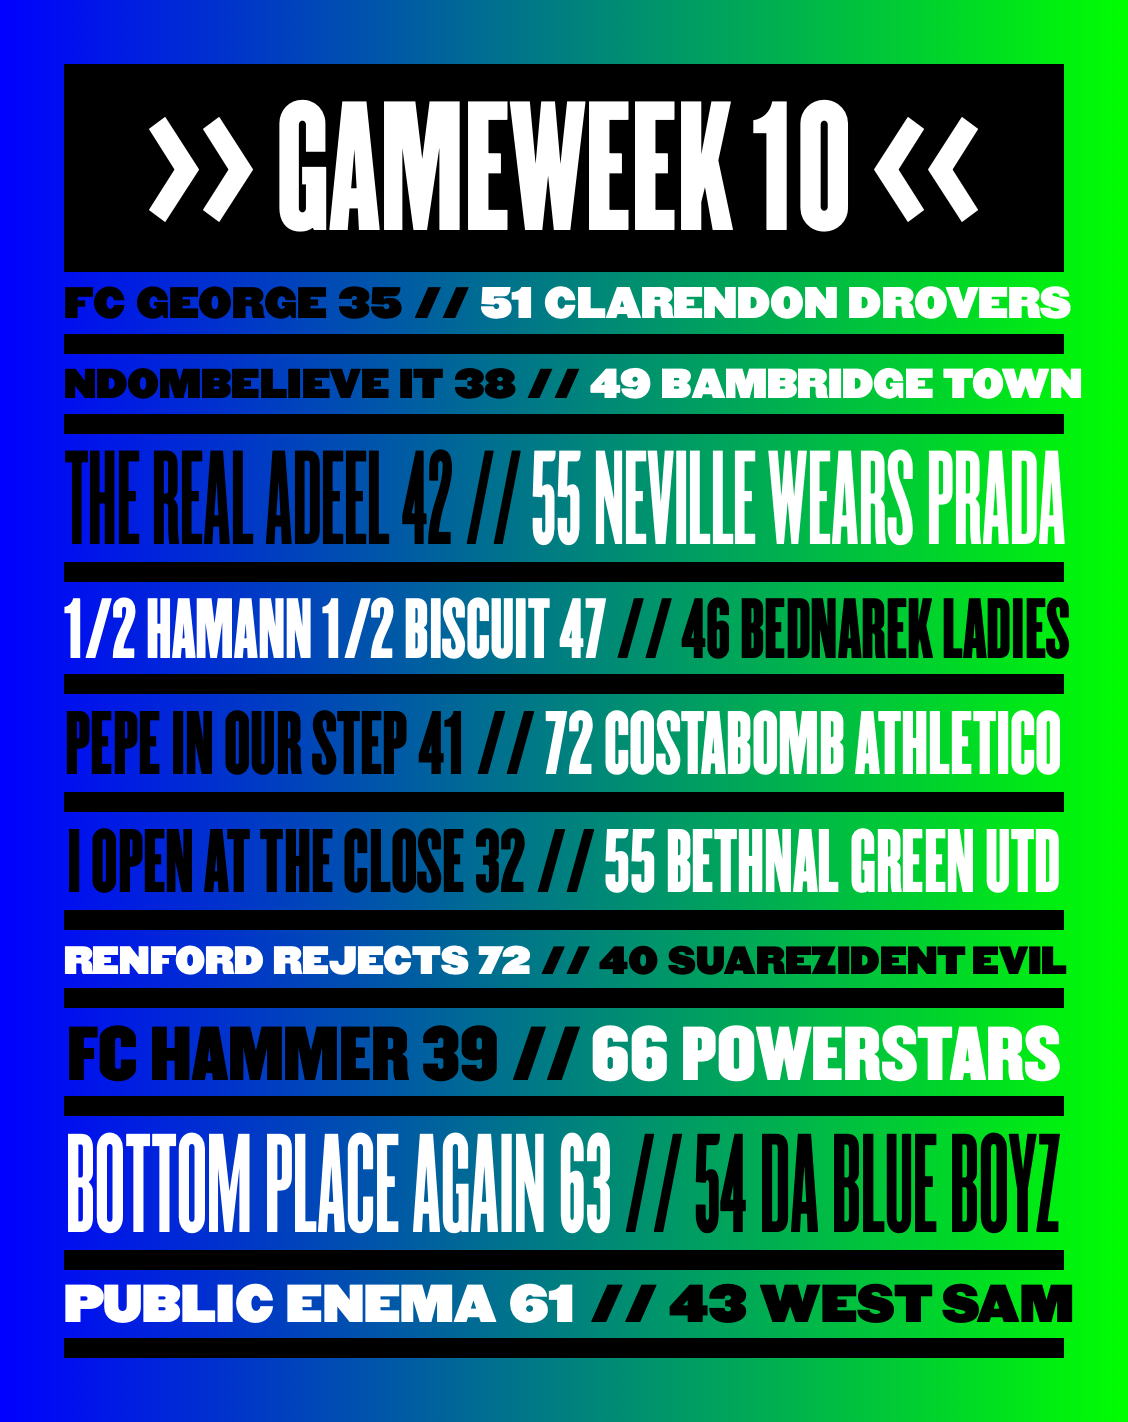 >> GAMEWEEK 10 <<
FC GEORGE 35 // 51 CLARENDON DROVERS
NDOMBELIEVE IT 38 // 49 BAMBRIDGE TOWN
THE REAL ADEEL 42 // 55 NEVILLE WEARS PRADA
1/2 HAMANN 1/2 BISCUIT 47 // 46 BEDNAREK LADIES
PEPE IN OUR STEP 41 // 72 COSTABOMB ATHLETICO
I OPEN AT THE CLOSE 32 // 55 BETHNAL GREEN UTD
RENFORD REJECTS 72 // 40 SUAREZIDENT EVIL
FC HAMMER 39 // 66 POWERSTARS
BOTTOM PLACE AGAIN 63 // 54 DA BLUE BOYZ
PUBLIC ENEMA 61 // 43 WEST SAM